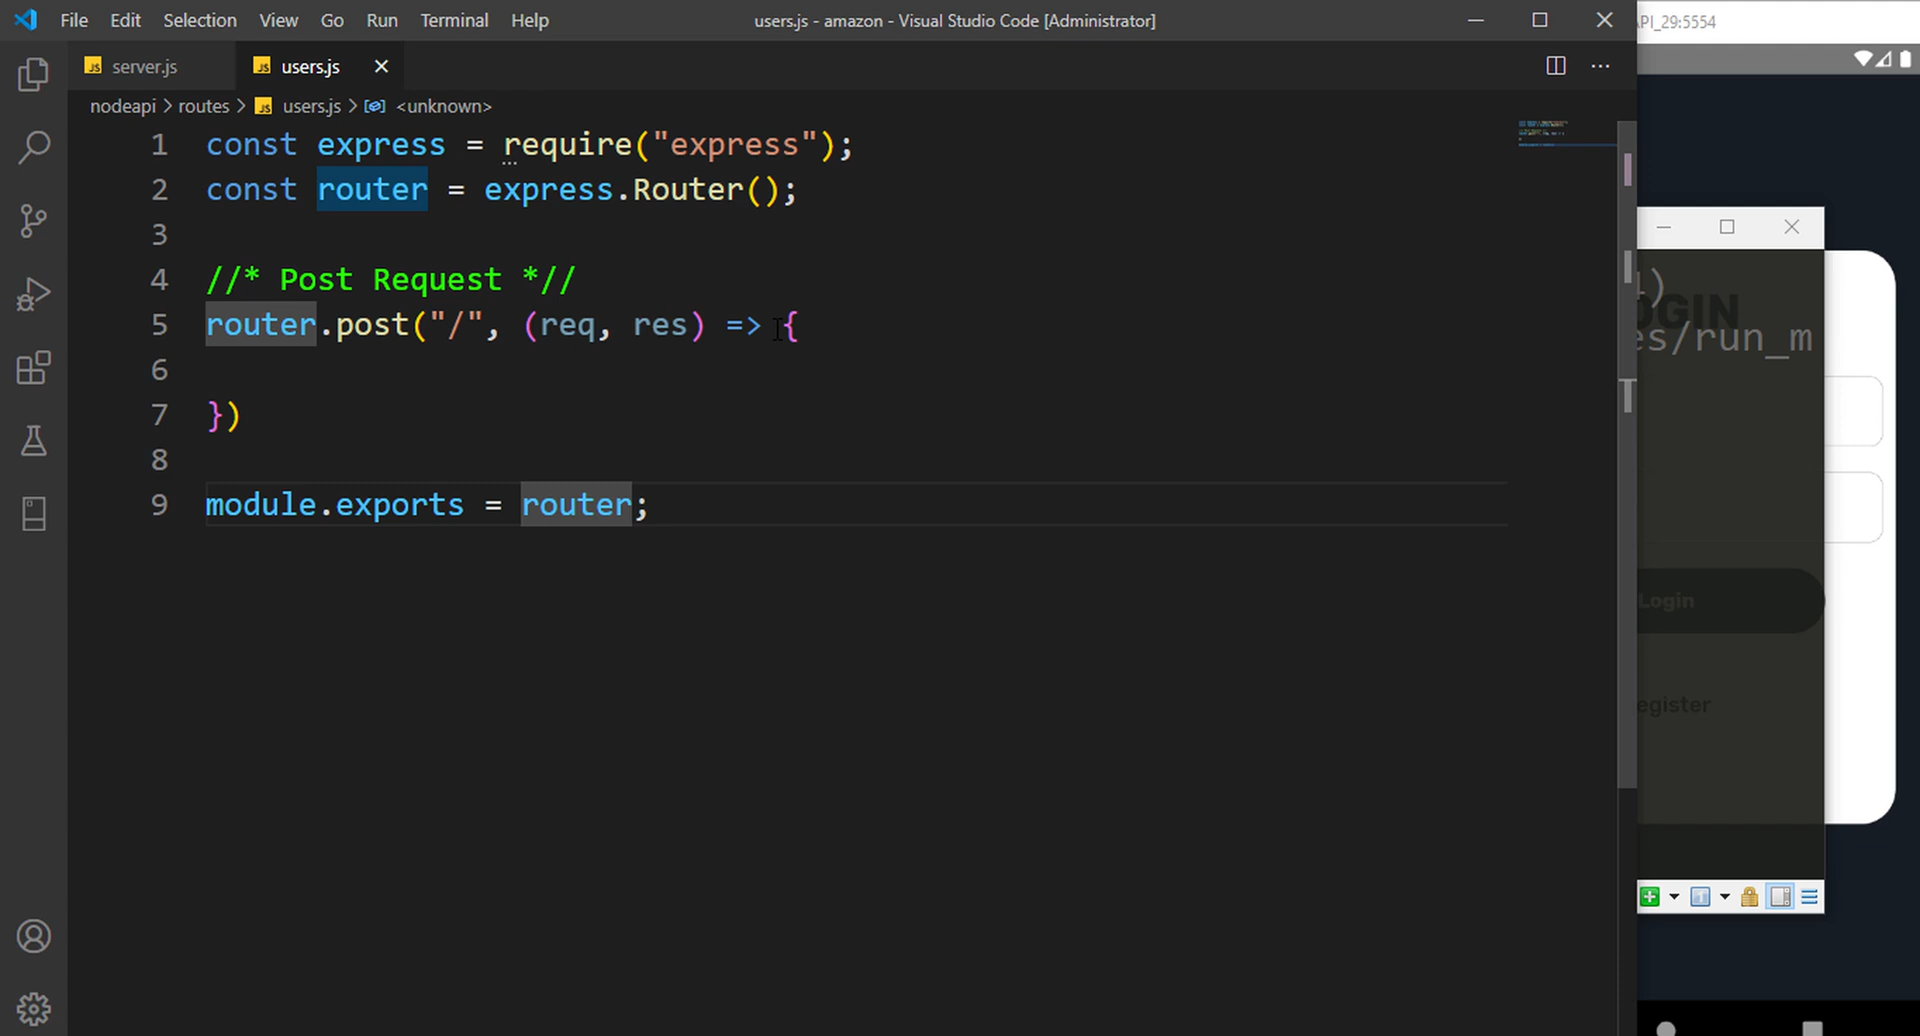 File Edit Selection View Go Run Terminal Help
users.js - amazon - Visual Studio Code [Administrator]
PI_29:5554
server.js
users.js
nodeapi > routes > users.js > <unknown>
1 const express = require("express");
2 const router = express.Router();
3
4 //* Post Request *//
5 router.post("/", (req, res) => {
6
7 })
8
9 module.exports = router;
OGIN
es/run_m
Login
egister